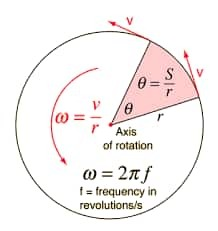 v
v
θ = S/r
θ
r
ω = v/r
Axis
of rotation
ω = 2πf
f = frequency in
revolutions/s